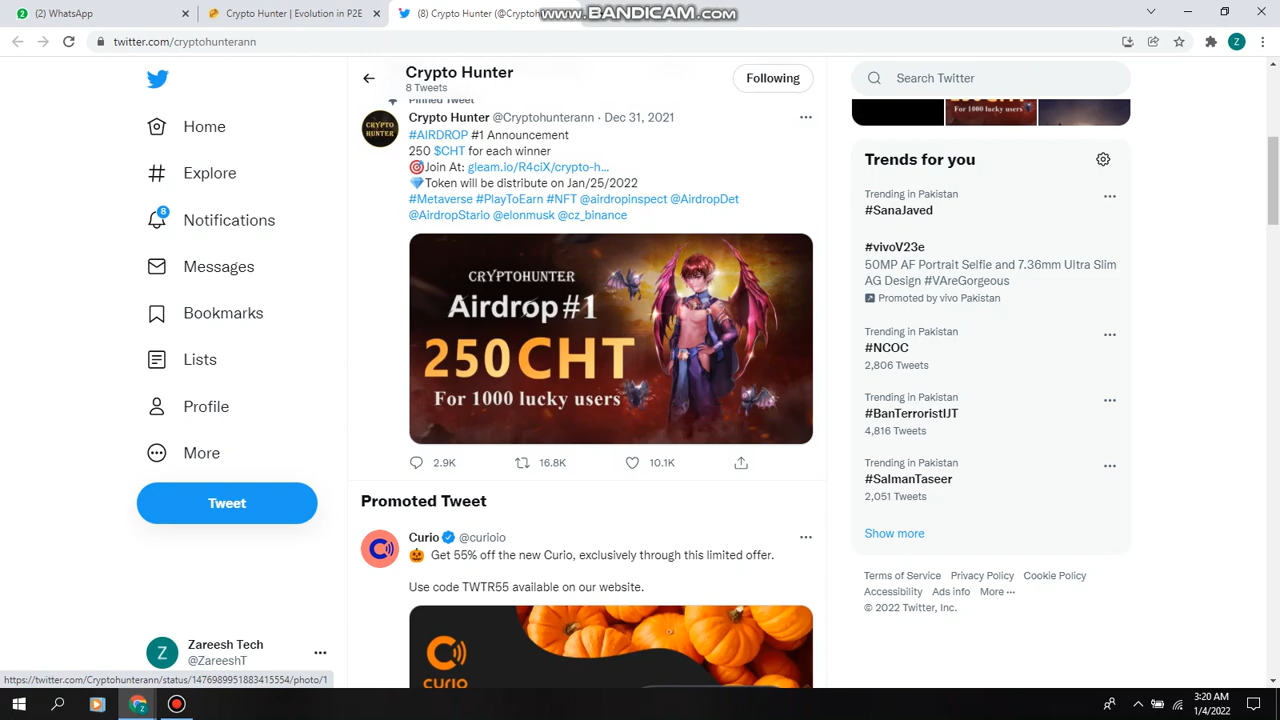 (2) WhatsApp
Crypto Hunter | Evolution in P2E
(8) Crypto Hunter (@Cryptoh
www.BANDICAM.com
twitter.com/cryptohunterann
Z
Home
Explore
8
Notifications
Messages
Bookmarks
Lists
Profile
More
Tweet
Z
Zareesh Tech
@ZareeshT
Crypto Hunter
8 Tweets
Following
Pinned Tweet
CRYPTO
HUNTER
Crypto Hunter @Cryptohunterann · Dec 31, 2021
#AIRDROP #1 Announcement
250 $CHT for each winner
🎯Join At: gleam.io/R4ciX/crypto-h...
💎Token will be distribute on Jan/25/2022
#Metaverse #PlayToEarn #NFT @airdropinspect @AirdropDet
@AirdropStario @elonmusk @cz_binance
CRYPTOHUNTER
Airdrop #1
250 CHT
For 1000 lucky users
2.9K 16.8K 10.1K
Promoted Tweet
Curio @curioio
🎃 Get 55% off the new Curio, exclusively through this limited offer.
Use code TWTR55 available on our website.
curio
Search Twitter
250CHT
For 1000 lucky users
Trends for you
Trending in Pakistan
#SanaJaved
#vivoV23e
50MP AF Portrait Selfie and 7.36mm Ultra Slim
AG Design #VAreGorgeous
Promoted by vivo Pakistan
Trending in Pakistan
#NCOC
2,806 Tweets
Trending in Pakistan
#BanTerroristIJT
4,816 Tweets
Trending in Pakistan
#SalmanTaseer
2,051 Tweets
Show more
Terms of Service Privacy Policy Cookie Policy
Accessibility Ads info More ···
© 2022 Twitter, Inc.
https://twitter.com/Cryptohunterann/status/1476989951883415554/photo/1
3:20 AM
1/4/2022